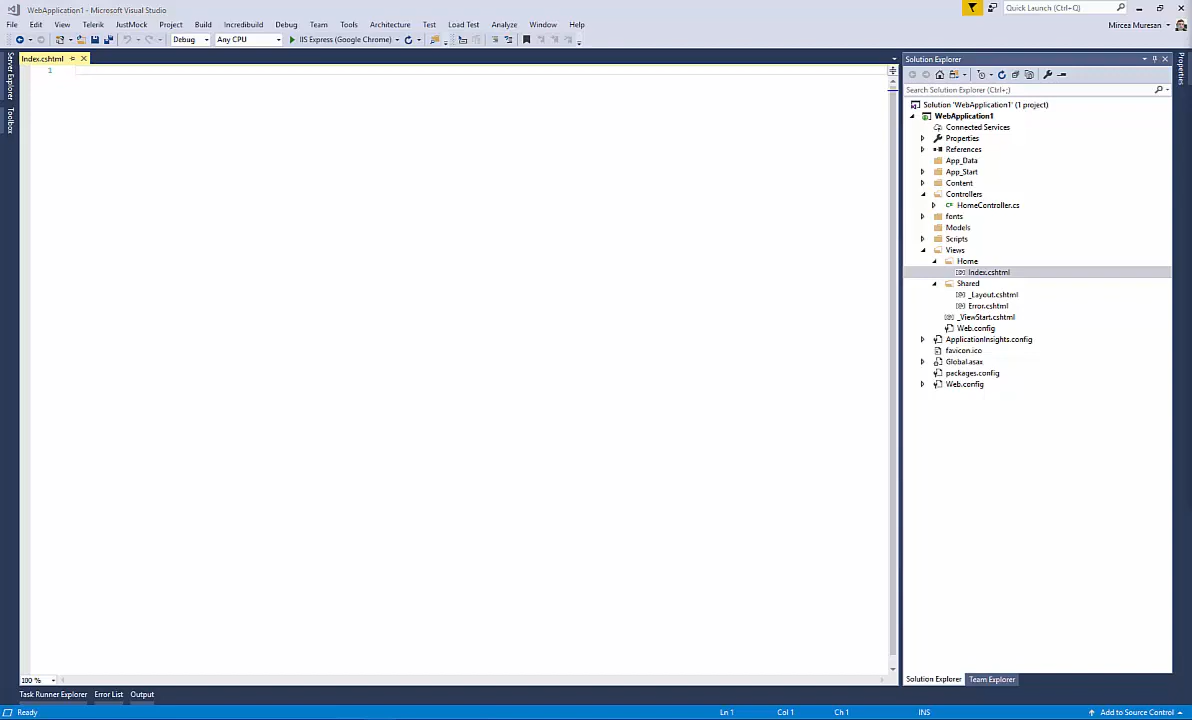 WebApplication1 - Microsoft Visual Studio
Quick Launch (Ctrl+Q)
File Edit View Telerik JustMock Project Build Incredibuild Debug Team Tools Architecture Test Load Test Analyze Window Help
Mircea Muresan
Debug Any CPU IIS Express (Google Chrome)
Server Explorer
Toolbox
Index.cshtml
1
Solution Explorer
Search Solution Explorer (Ctrl+;)
Solution 'WebApplication1' (1 project)
WebApplication1
Connected Services
Properties
References
App_Data
App_Start
Content
Controllers
HomeController.cs
fonts
Models
Scripts
Views
Home
Index.cshtml
Shared
_Layout.cshtml
Error.cshtml
_ViewStart.cshtml
Web.config
ApplicationInsights.config
favicon.ico
Global.asax
packages.config
Web.config
Properties
100 %
Solution Explorer Team Explorer
Task Runner Explorer Error List Output
Ready Ln 1 Col 1 Ch 1 INS Add to Source Control